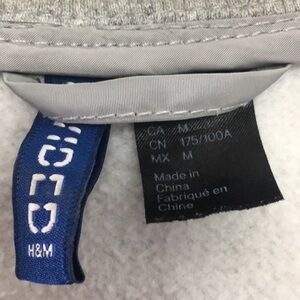 H&M
CA M
CN 175/100A
MX M
Made in
China
Fabriqué en
Chine